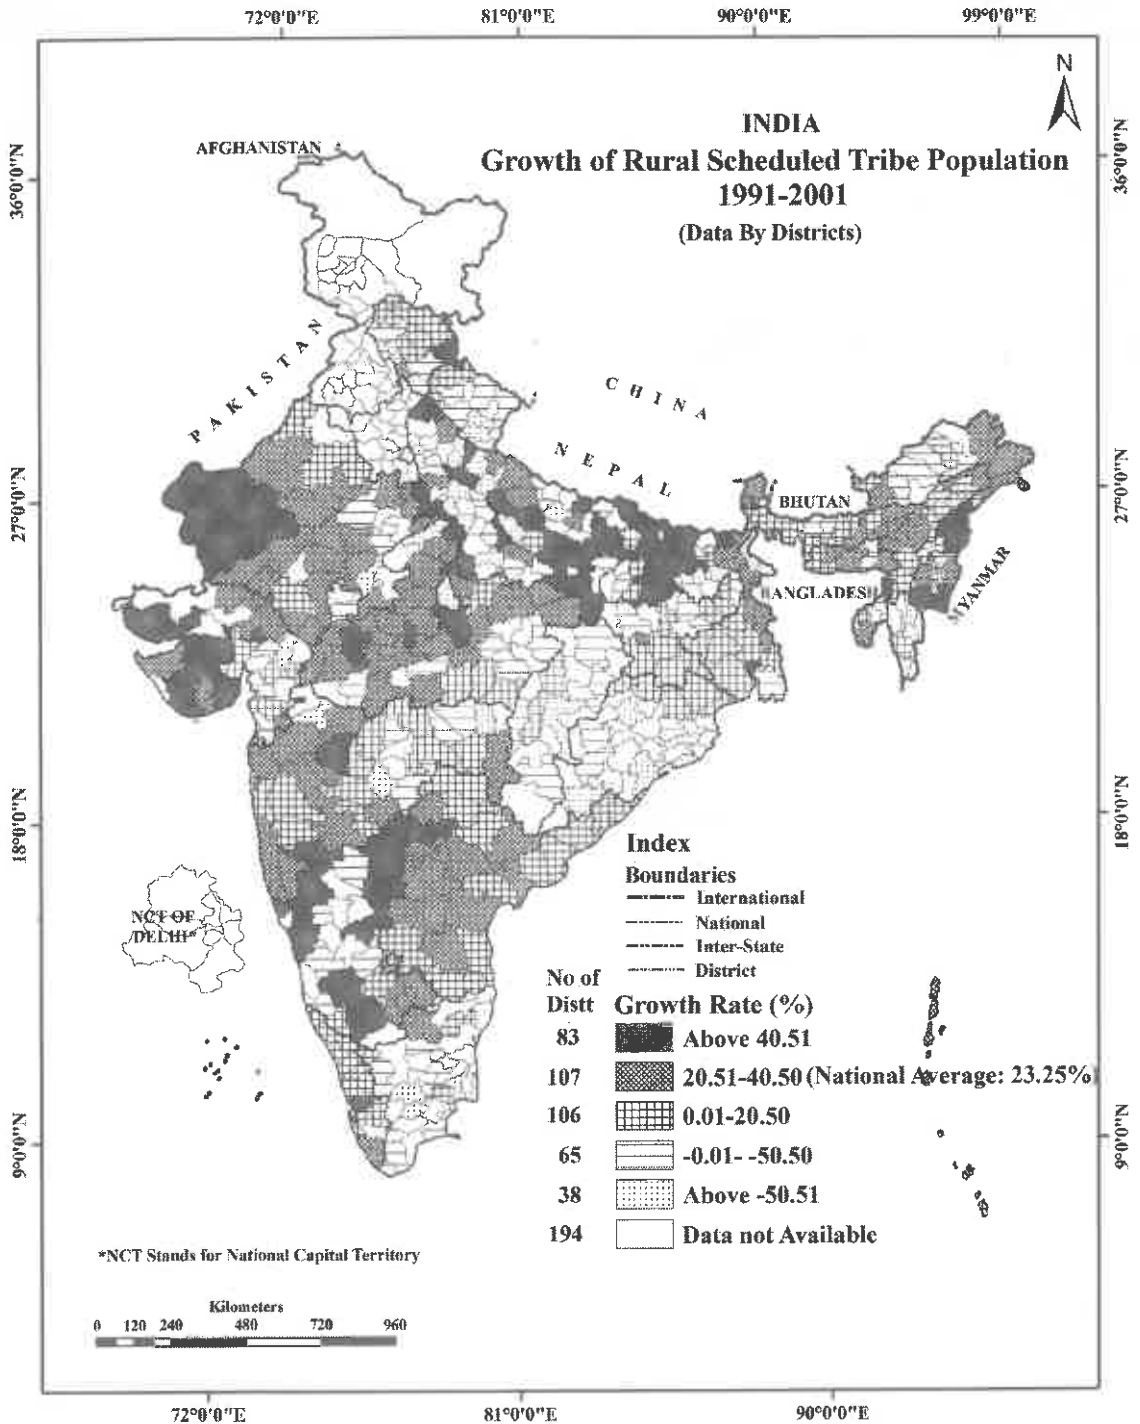 72°0'0"E 81°0'0"E 90°0'0"E 99°0'0"E
N
INDIA
Growth of Rural Scheduled Tribe Population
1991-2001
(Data By Districts)
AFGHANISTAN
36°0'0"N 36°0'0"N
PAKISTAN
CHINA
NEPAL
BHUTAN
27°0'0"N 27°0'0"N
BANGLADESH
MYANMAR
18°0'0"N 18°0'0"N
NCT OF
DELHI*
Index
Boundaries
International
National
Inter-State
District
No of
Distt Growth Rate (%)
83 Above 40.51
107 20.51-40.50 (National Average: 23.25%)
106 0.01-20.50
65 -0.01- -50.50
38 Above -50.51
194 Data not Available
9°0'0"N 9°0'0"N
*NCT Stands for National Capital Territory
Kilometers
0 120 240 480 720 960
72°0'0"E 81°0'0"E 90°0'0"E